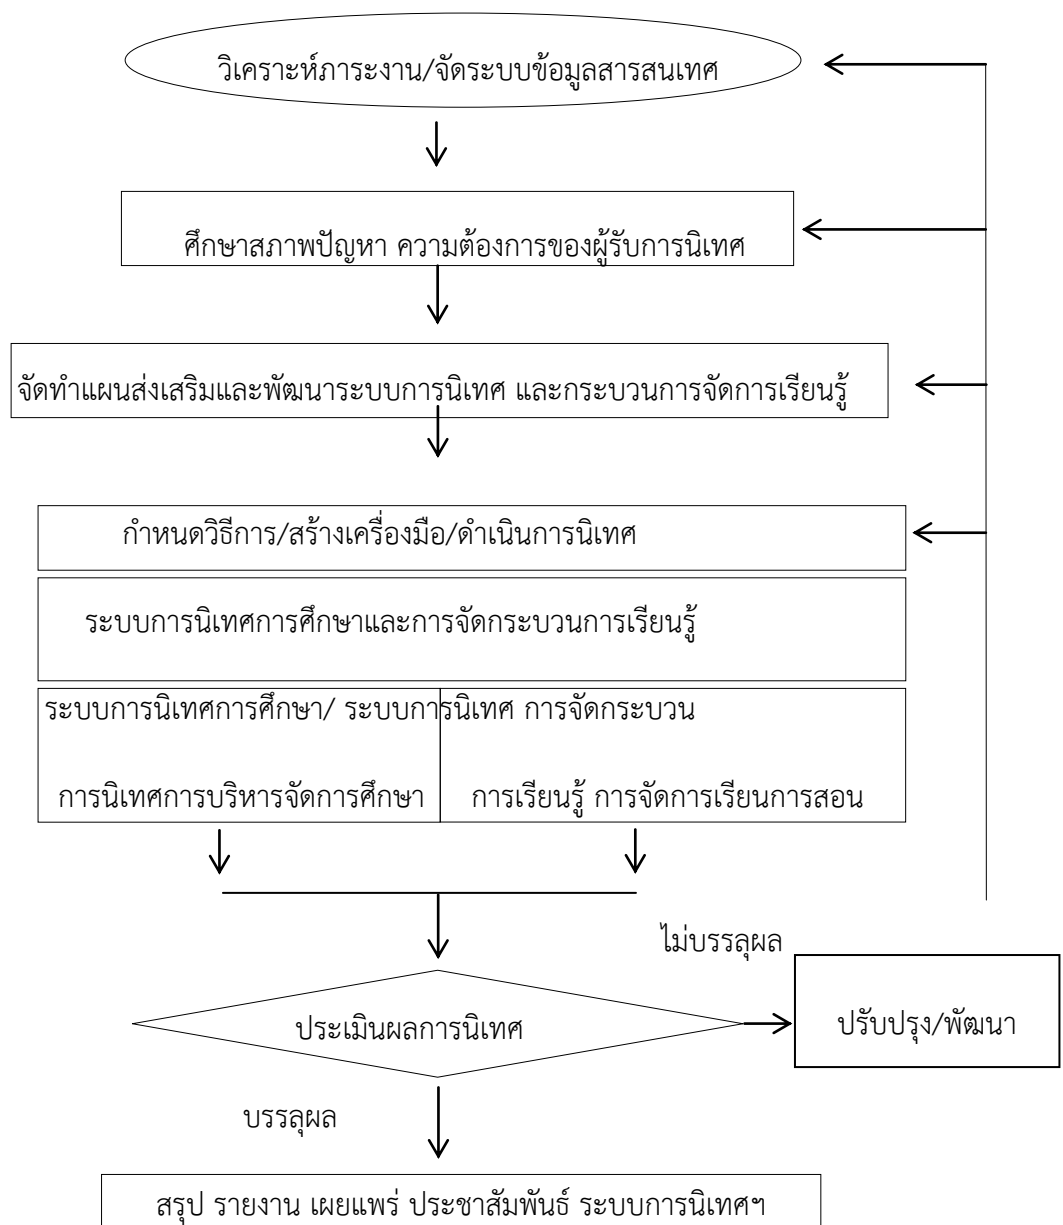 วิเคราะห์ภาระงาน/จัดระบบข้อมูลสารสนเทศ
ศึกษาสภาพปัญหา ความต้องการของผู้รับการนิเทศ
จัดทำแผนส่งเสริมและพัฒนาระบบการนิเทศ และกระบวนการจัดการเรียนรู้
กำหนดวิธีการ/สร้างเครื่องมือ/ดำเนินการนิเทศ
ระบบการนิเทศการศึกษาและการจัดกระบวนการเรียนรู้
ระบบการนิเทศการศึกษา/ ระบบการนิเทศ การจัดกระบวน
การนิเทศการบริหารจัดการศึกษา
การเรียนรู้ การจัดการเรียนการสอน
ไม่บรรลุผล
ประเมินผลการนิเทศ
ปรับปรุง/พัฒนา
บรรลุผล
สรุป รายงาน เผยแพร่ ประชาสัมพันธ์ ระบบการนิเทศฯ